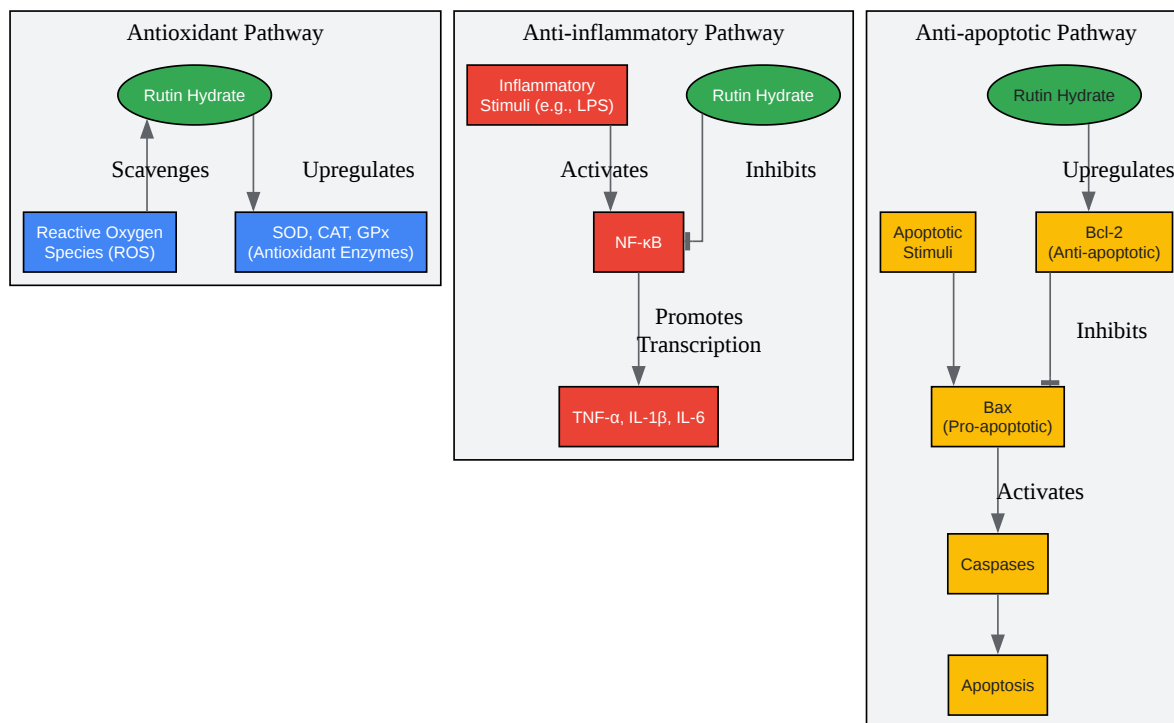 Antioxidant Pathway
Rutin Hydrate
Scavenges
Upregulates
Reactive Oxygen
Species (ROS)
SOD, CAT, GPx
(Antioxidant Enzymes)
Anti-inflammatory Pathway
Inflammatory
Stimuli (e.g., LPS)
Rutin Hydrate
Activates
Inhibits
NF-κB
Promotes
Transcription
TNF-α, IL-1β, IL-6
Anti-apoptotic Pathway
Rutin Hydrate
Upregulates
Apoptotic
Stimuli
Bcl-2
(Anti-apoptotic)
Inhibits
Bax
(Pro-apoptotic)
Activates
Caspases
Apoptosis